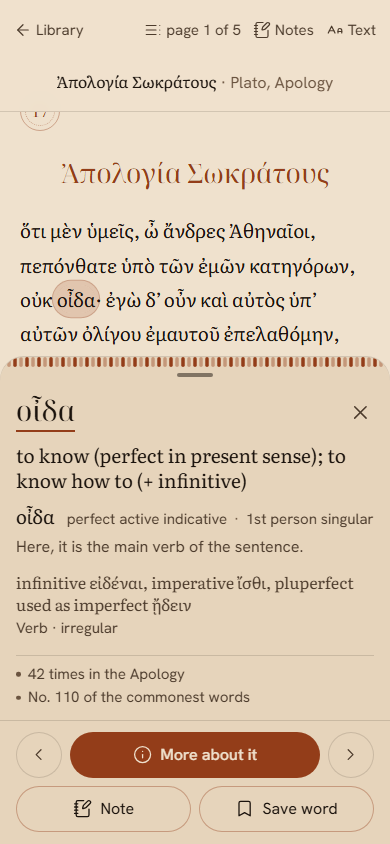 ← Library
page 1 of 5
Notes
Aa Text
Ἀπολογία Σωκράτους · Plato, Apology
17
Ἀπολογία Σωκράτους
ὅτι μὲν ὑμεῖς, ὦ ἄνδρες Ἀθηναῖοι,
πεπόνθατε ὑπὸ τῶν ἐμῶν κατηγόρων,
οὐκ οἶδα· ἐγὼ δ’ οὖν καὶ αὐτὸς ὑπ’
αὐτῶν ὀλίγου ἐμαυτοῦ ἐπελαθόμην,
οἶδα
to know (perfect in present sense); to
know how to (+ infinitive)
οἶδα perfect active indicative · 1st person singular
Here, it is the main verb of the sentence.
infinitive εἰδέναι, imperative ἴσθι, pluperfect
used as imperfect ᾔδειν
Verb · irregular
• 42 times in the Apology
• No. 110 of the commonest words
More about it
Note
Save word